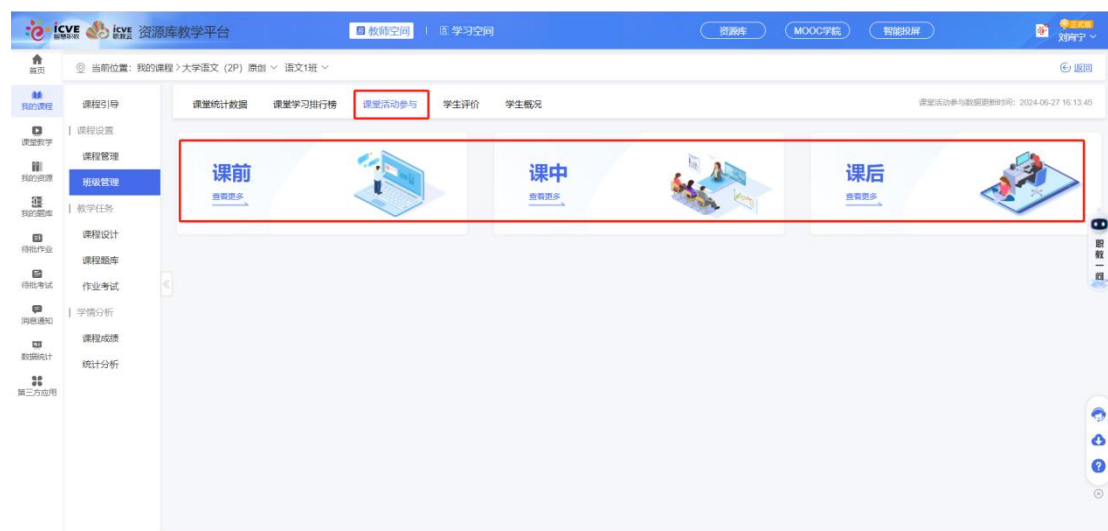 icve 智慧职教 icve 职教云 资源库教学平台 教师空间 学习空间 资源库 MOOC学院 智能投屏 正式版 刘宵宁
首页
当前位置：我的课程 > 大学语文（2P）原创 语文1班 返回
我的课程
课堂教学
我的资源
我的题库
待批作业
待批考试
消息通知
数据统计
第三方应用
课程引导
课程设置
课程管理
班级管理
教学任务
课程设计
课程题库
作业考试
学情分析
课程成绩
统计分析
课堂统计数据 课堂学习排行榜 课堂活动参与 学生评价 学生概况 课堂活动参与数据更新时间：2024-06-27 16:13:45
课前
查看更多
课中
查看更多
课后
查看更多
职教一问